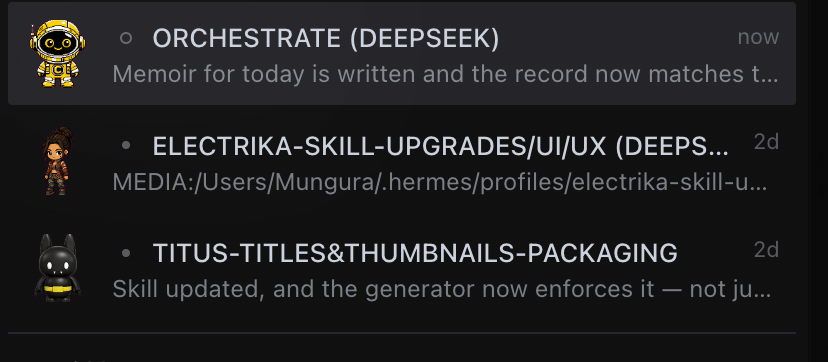 ORCHESTRATE (DEEPSEEK)
now
Memoir for today is written and the record now matches t...
ELECTRIKA-SKILL-UPGRADES/UI/UX (DEEPS...
2d
MEDIA:/Users/Mungura/.hermes/profiles/electrika-skill-u...
TITUS-TITLES&THUMBNAILS-PACKAGING
2d
Skill updated, and the generator now enforces it — not ju...